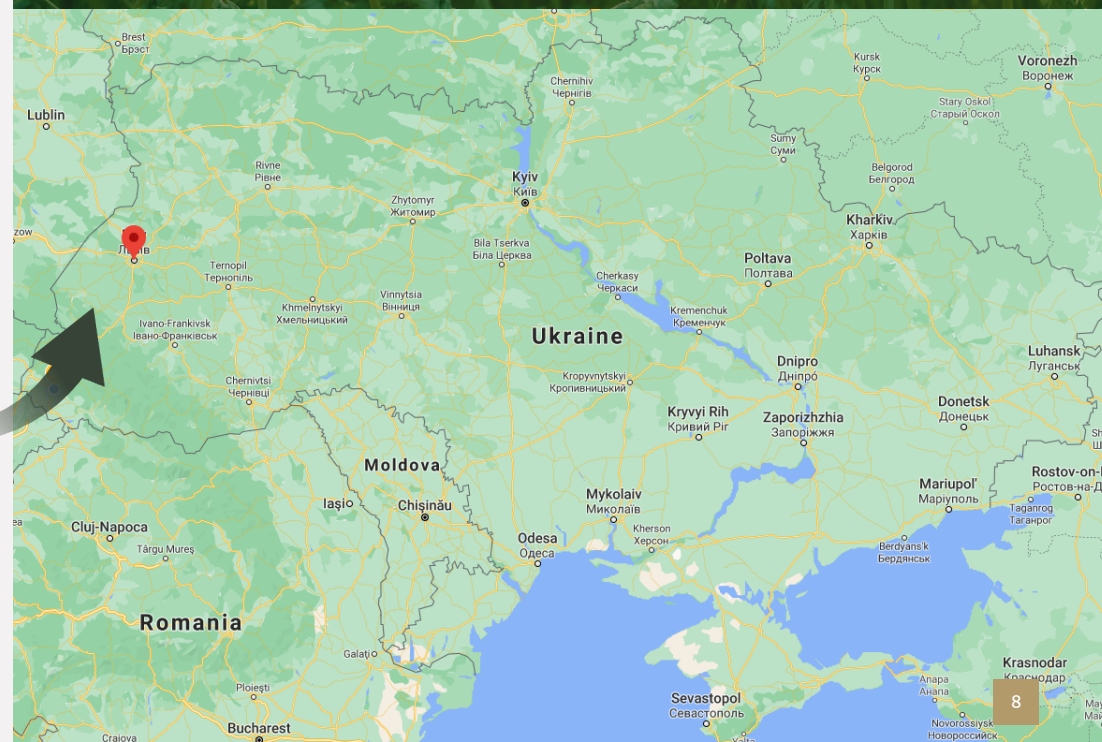 Brest
Брэст
Kursk
Курск
Voronezh
Воронеж
Chernihiv
Чернігів
Stary Oskol
Старый Оскол
Lublin
Sumy
Суми
Rivne
Рівне
Belgorod
Белгород
Kyiv
Київ
Zhytomyr
Житомир
Kharkiv
Харків
zow
Bila Tserkva
Біла Церква
Poltava
Полтава
Ternopil
Тернопіль
Cherkasy
Черкаси
Vinnytsia
Вінниця
Khmelnytskyi
Хмельницький
Kremenchuk
Кременчук
Ivano-Frankivsk
Івано-Франківськ
Ukraine
Luhansk
Луганськ
Dnipro
Дніпро́
Chernivtsi
Чернівці
Kropyvnytskyi
Кропивницький
Donetsk
Донецьк
Kryvyi Rih
Кривий Ріг
Zaporizhzhia
Запоріжжя
Moldova
Mariupol'
Маріуполь
Rostov-on-
Ростов-на-Д
Iași
Chișinău
Mykolaiv
Миколаїв
Taganrog
Таганрог
Cluj-Napoca
Kherson
Херсон
Odesa
Одеса
Târgu Mureș
Berdyans'k
Бердянськ
Romania
Galați
Krasnodar
Краснодар
Anapa
Анапа
Ploiești
8
Sevastopol
Севастополь
Novorossiysk
Новороссийск
Bucharest
Craiova